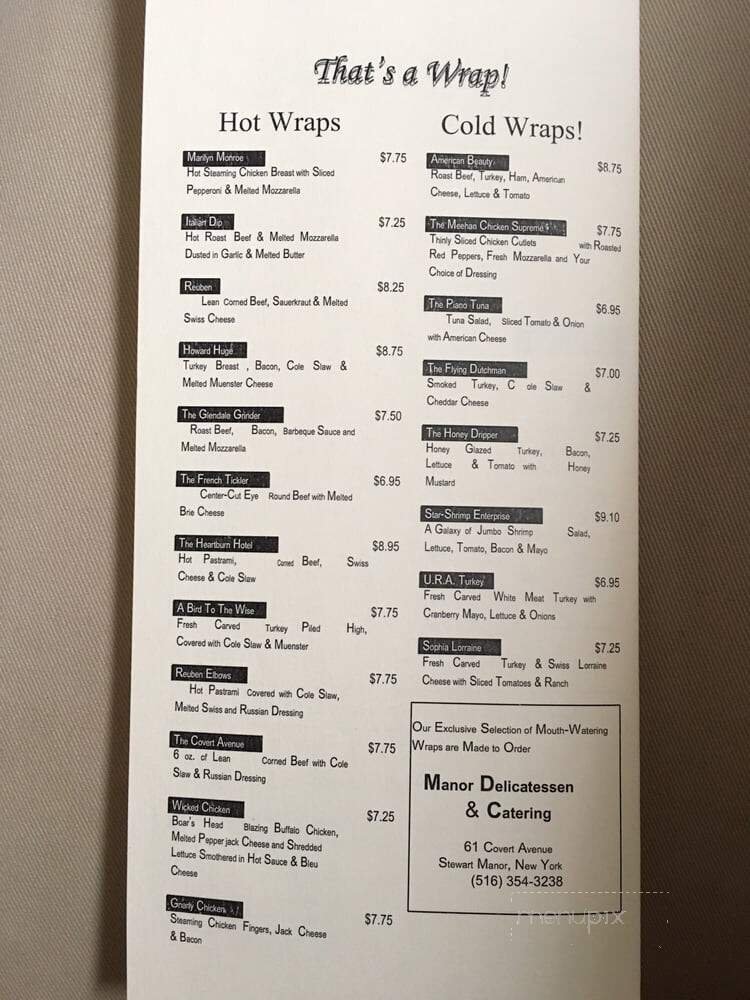 That's a Wrap!
Hot Wraps
Marilyn Monroe $7.75
Hot Steaming Chicken Breast with Sliced
Pepperoni & Melted Mozzarella
Italian Dip $7.25
Hot Roast Beef & Melted Mozzarella
Dusted in Garlic & Melted Butter
Reuben $8.25
Lean Corned Beef, Sauerkraut & Melted
Swiss Cheese
Howard Huge $8.75
Turkey Breast , Bacon, Cole Slaw &
Melted Muenster Cheese
The Glendale Grinder $7.50
Roast Beef, Bacon, Barbeque Sauce and
Melted Mozzarella
The French Tickler $6.95
Center-Cut Eye Round Beef with Melted
Brie Cheese
The Heartburn Hotel $8.95
Hot Pastrami, Corned Beef, Swiss
Cheese & Cole Slaw
A Bird To The Wise $7.75
Fresh Carved Turkey Piled High,
Covered with Cole Slaw & Muenster
Reuben Elbows $7.75
Hot Pastrami Covered with Cole Slaw,
Melted Swiss and Russian Dressing
The Covert Avenue $7.75
6 oz. of Lean Corned Beef with Cole
Slaw & Russian Dressing
Wicked Chicken $7.25
Boar's Head Blazing Buffalo Chicken,
Melted Pepperjack Cheese and Shredded
Lettuce Smothered in Hot Sauce & Bleu
Cheese
Gnarly Chicken $7.75
Steaming Chicken Fingers, Jack Cheese
& Bacon
Cold Wraps!
American Beauty $8.75
Roast Beef, Turkey, Ham, American
Cheese, Lettuce & Tomato
The Meehan Chicken Supreme $7.75
Thinly Sliced Chicken Cutlets with Roasted
Red Peppers, Fresh Mozzarella and Your
Choice of Dressing
The Piano Tuna $6.95
Tuna Salad, Sliced Tomato & Onion
with American Cheese
The Flying Dutchman $7.00
Smoked Turkey, C ole Slaw &
Cheddar Cheese
The Honey Dripper $7.25
Honey Glazed Turkey, Bacon,
Lettuce & Tomato with Honey
Mustard
Star-Shrimp Enterprise $9.10
A Galaxy of Jumbo Shrimp Salad,
Lettuce, Tomato, Bacon & Mayo
U.R.A. Turkey $6.95
Fresh Carved White Meat Turkey with
Cranberry Mayo, Lettuce & Onions
Sophia Lorraine $7.25
Fresh Carved Turkey & Swiss Lorraine
Cheese with Sliced Tomatoes & Ranch
Our Exclusive Selection of Mouth-Watering
Wraps are Made to Order
Manor Delicatessen
& Catering
61 Covert Avenue
Stewart Manor, New York
(516) 354-3238
menupix